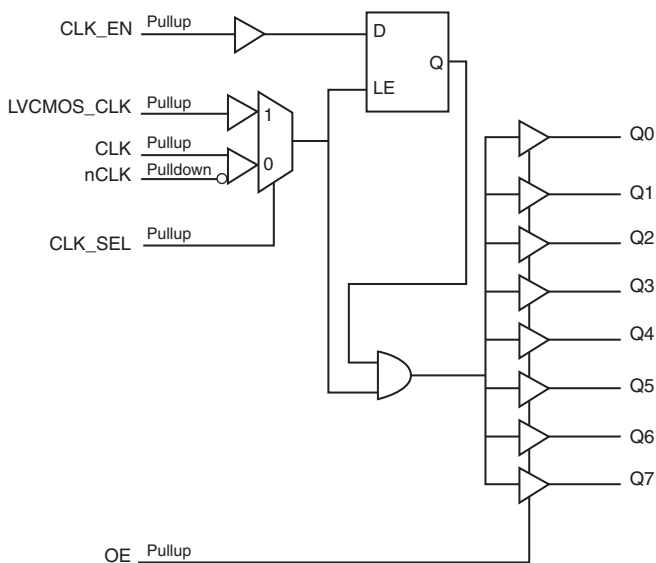 CLK_EN Pullup
D
Q
LE
LVCMOS_CLK Pullup
1
CLK Pullup
0
nCLK Pulldown
CLK_SEL Pullup
Q0
Q1
Q2
Q3
Q4
Q5
Q6
Q7
OE Pullup